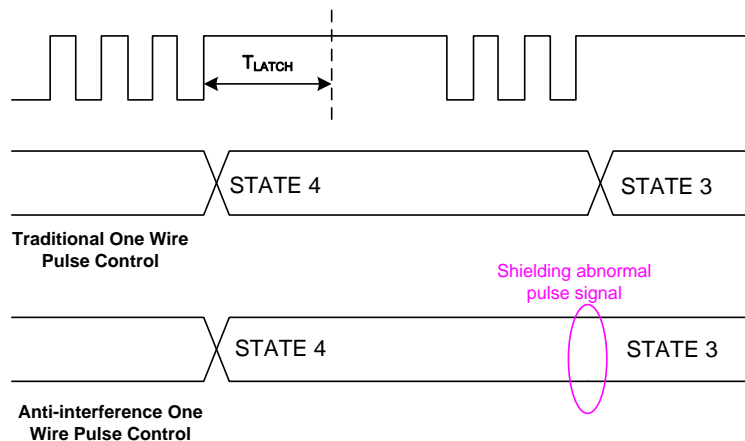 TLATCH
STATE 4
STATE 3
Traditional One Wire
Pulse Control
Shielding abnormal
pulse signal
STATE 4
STATE 3
Anti-interference One
Wire Pulse Control